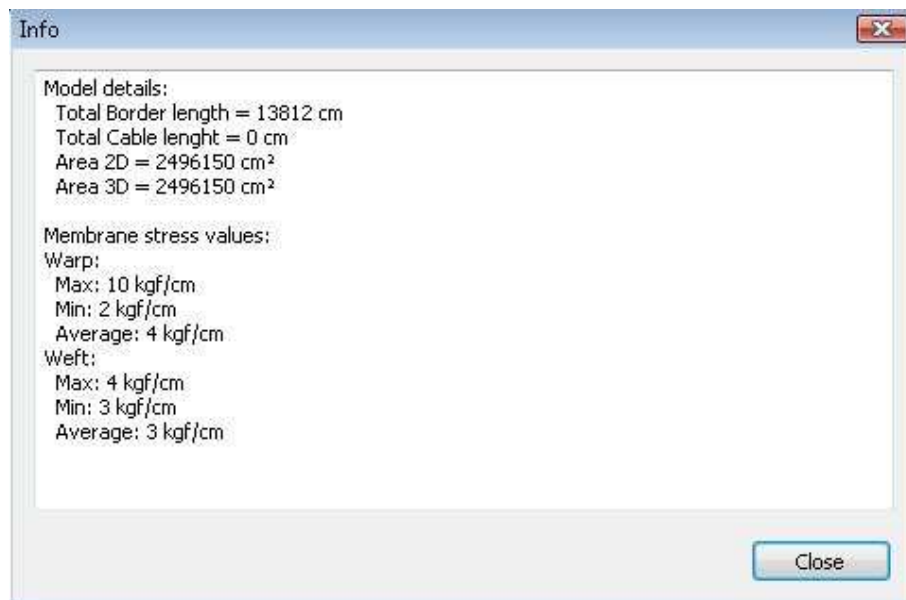 Info
Model details:
Total Border length = 13812 cm
Total Cable lenght = 0 cm
Area 2D = 2496150 cm²
Area 3D = 2496150 cm²
Membrane stress values:
Warp:
Max: 10 kgf/cm
Min: 2 kgf/cm
Average: 4 kgf/cm
Weft:
Max: 4 kgf/cm
Min: 3 kgf/cm
Average: 3 kgf/cm
Close